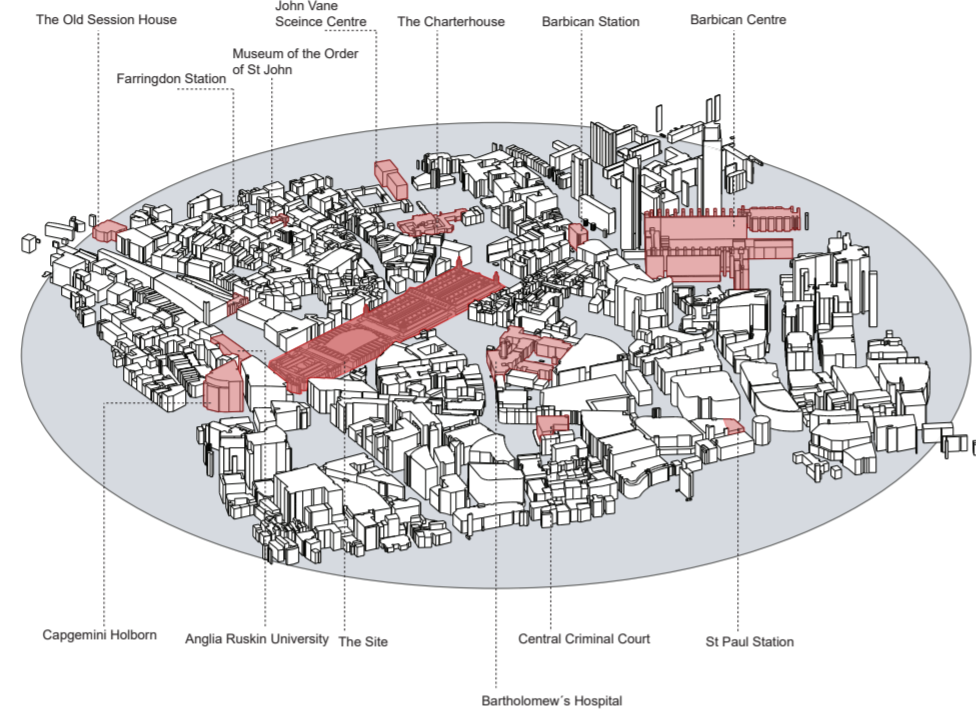 John Vane
Sceince Centre
The Old Session House
The Charterhouse
Barbican Station
Barbican Centre
Museum of the Order
of St John
Farringdon Station
Capgemini Holborn
Anglia Ruskin University
The Site
Central Criminal Court
St Paul Station
Bartholomew´s Hospital